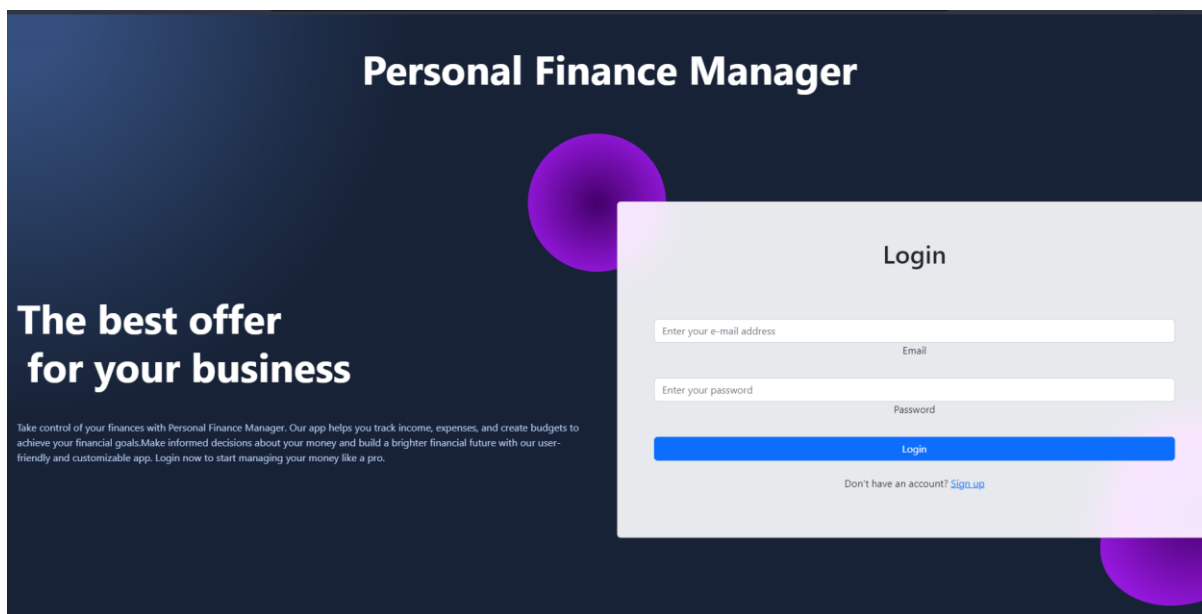 Personal Finance Manager
The best offer
for your business
Take control of your finances with Personal Finance Manager. Our app helps you track income, expenses, and create budgets to
achieve your financial goals.Make informed decisions about your money and build a brighter financial future with our user-
friendly and customizable app. Login now to start managing your money like a pro.
Login
Enter your e-mail address
Email
Enter your password
Password
Login
Don't have an account? Sign up